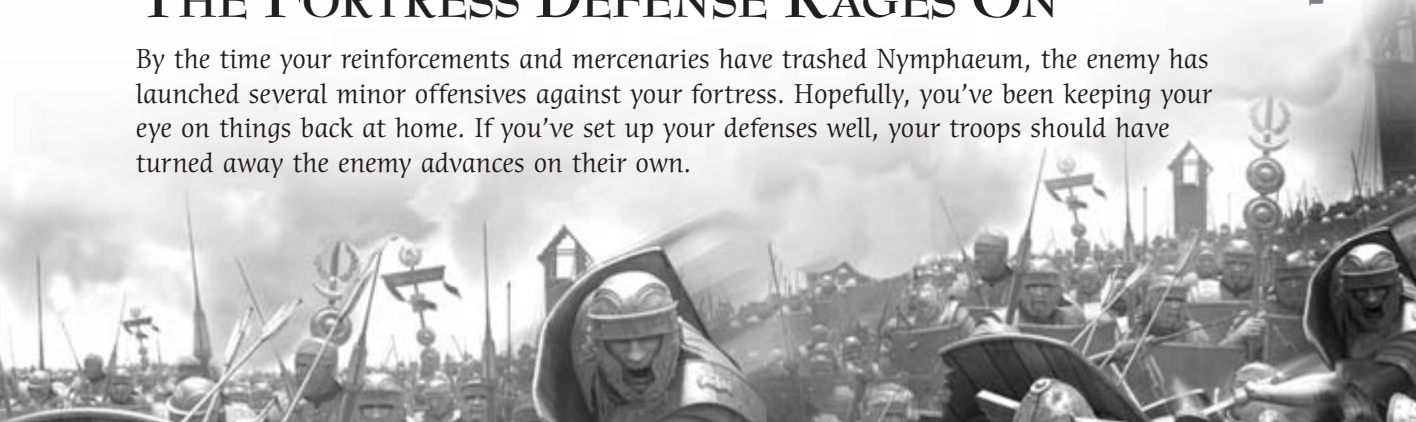 THE FORTRESS DEFENSE RAGES ON
By the time your reinforcements and mercenaries have trashed Nymphaeum, the enemy has
launched several minor offensives against your fortress. Hopefully, you've been keeping your
eye on things back at home. If you've set up your defenses well, your troops should have
turned away the enemy advances on their own.